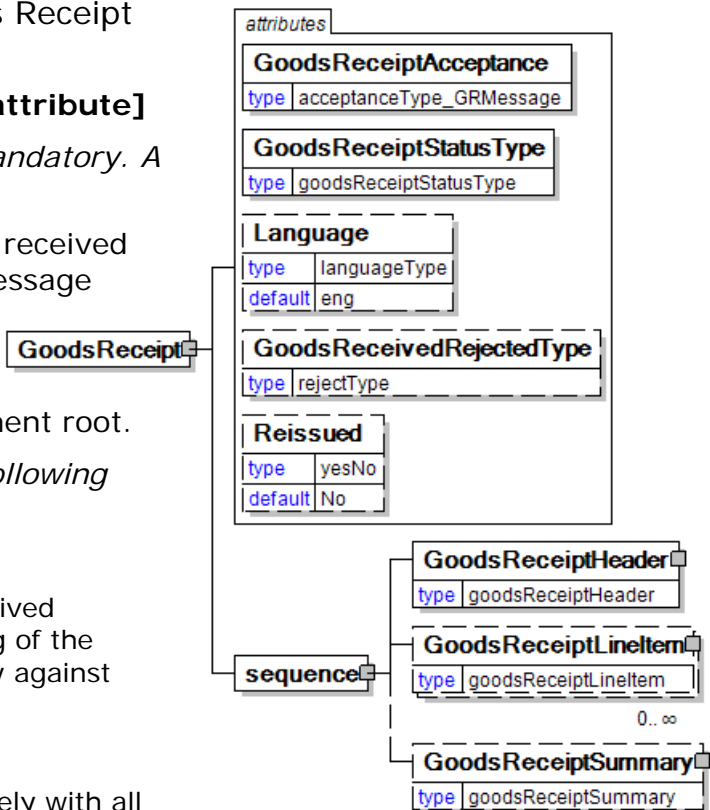 s Receipt
attribute]
andatory. A
received
essage
ent root.
ollowing
ived
g of the
against
ely with all
attributes
GoodsReceiptAcceptance
type acceptanceType_GRMessage
GoodsReceiptStatusType
type goodsReceiptStatusType
Language
type languageType
default eng
GoodsReceipt
GoodsReceivedRejectedType
type rejectType
Reissued
type yesNo
default No
sequence
GoodsReceiptHeader
type goodsReceiptHeader
GoodsReceiptLineItem
type goodsReceiptLineItem
0.. ∞
GoodsReceiptSummary
type goodsReceiptSummary